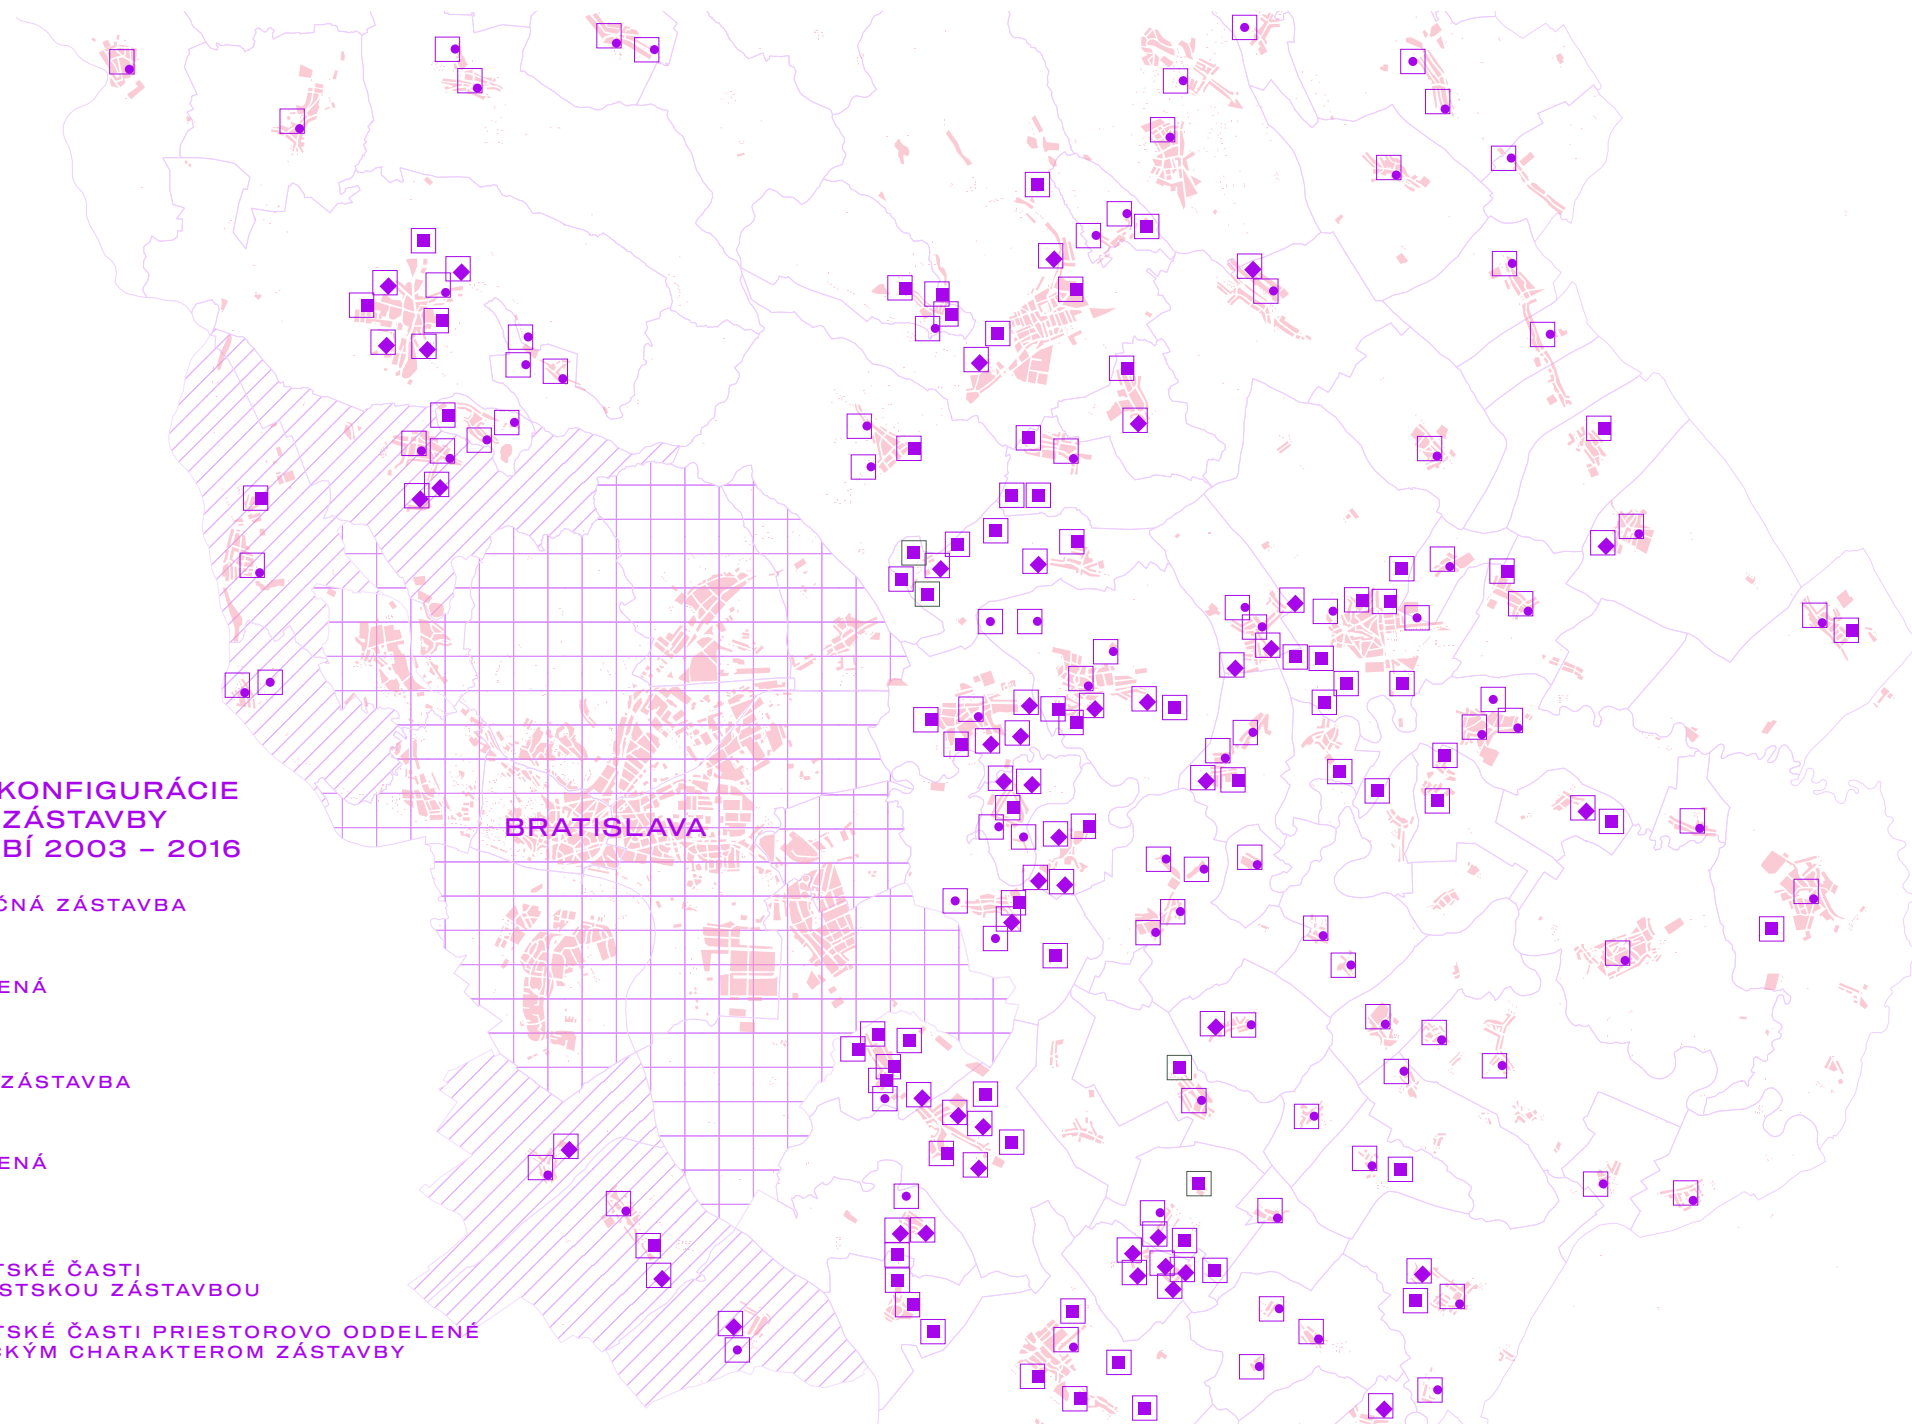 KONFIGURÁCIE
ZÁSTAVBY
BÍ 2003 – 2016
BRATISLAVA
ČNÁ ZÁSTAVBA
ENÁ
ZÁSTAVBA
ENÁ
TSKÉ ČASTI
STSKOU ZÁSTAVBOU
TSKÉ ČASTI PRIESTOROVO ODDELENÉ
CKÝM CHARAKTEROM ZÁSTAVBY